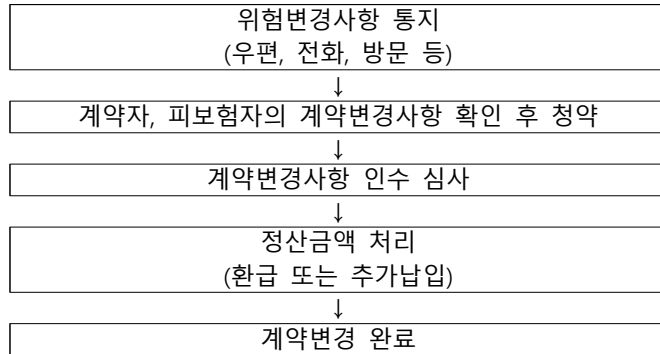 위험변경사항 통지
(우편, 전화, 방문 등)
↓
계약자, 피보험자의 계약변경사항 확인 후 청약
↓
계약변경사항 인수 심사
↓
정산금액 처리
(환급 또는 추가납입)
↓
계약변경 완료